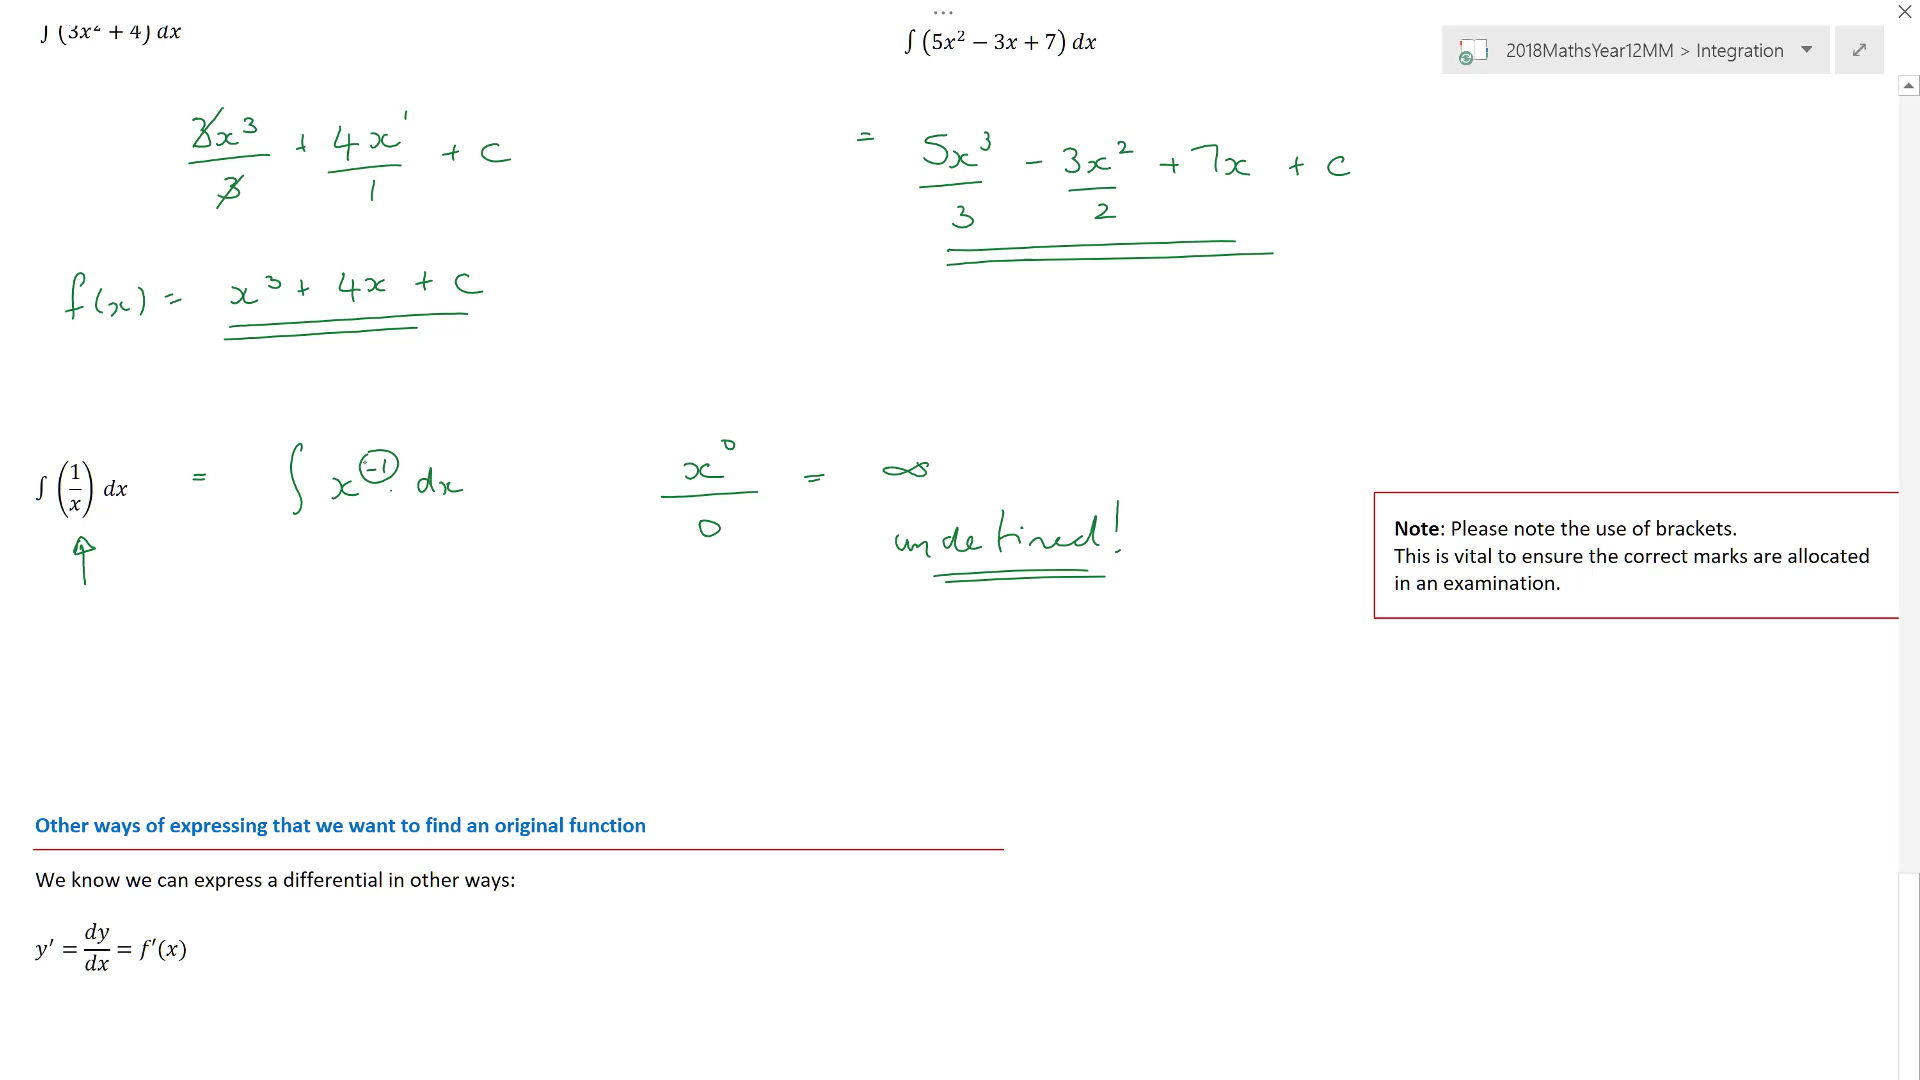 ∫ (3x² + 4) dx
∫ (5x² − 3x + 7) dx
2018MathsYear12MM > Integration
3x³/3 + 4x¹/1 + c
= 5x³/3 − 3x²/2 + 7x + c
f(x) = x³ + 4x + c
∫ (1/x) dx = ∫ x⁻¹ dx
x⁰/0 = ∞
undefined!
Note: Please note the use of brackets.
This is vital to ensure the correct marks are allocated
in an examination.
Other ways of expressing that we want to find an original function
We know we can express a differential in other ways:
y′ = dy/dx = f′(x)